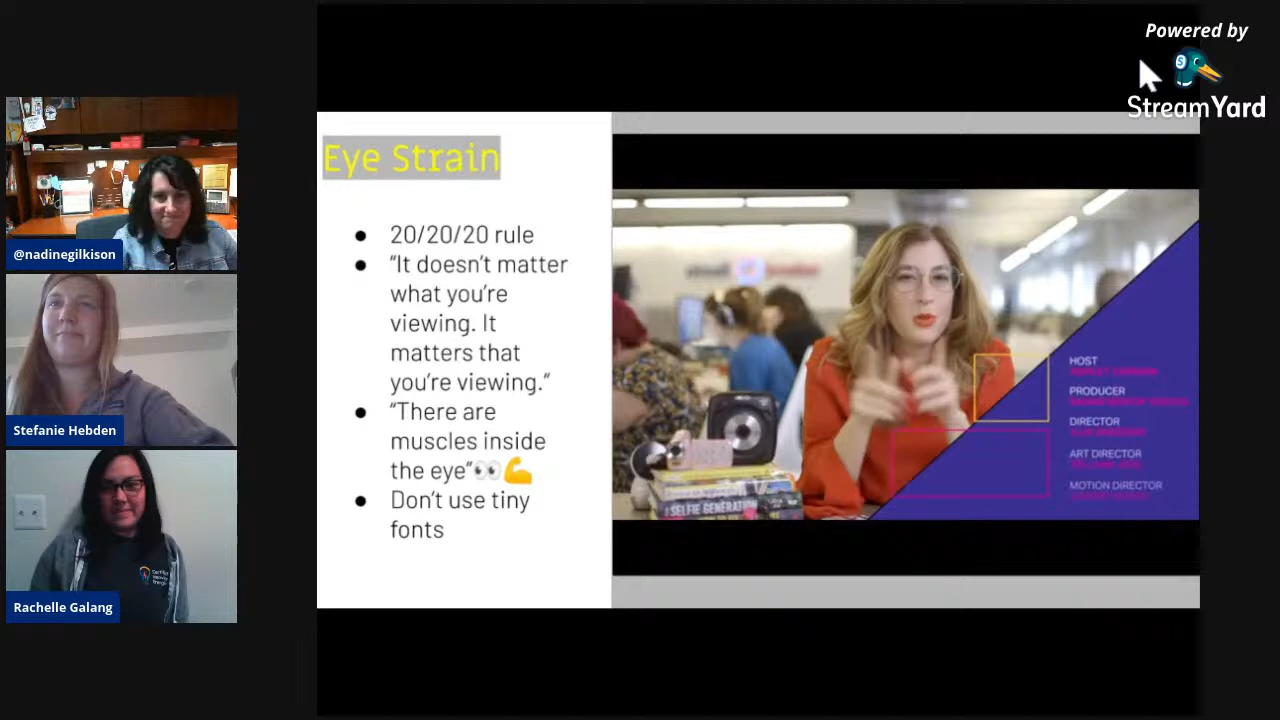 Powered by
StreamYard
@nadinegilkison
Stefanie Hebden
Rachelle Galang
Eye Strain
● 20/20/20 rule
● “It doesn’t matter
what you’re
viewing. It
matters that
you’re viewing.”
● “There are
muscles inside
the eye”👀💪
● Don’t use tiny
fonts
HOST
PRODUCER
DIRECTOR
ART DIRECTOR
MOTION DIRECTOR
SELFIE GENERATION